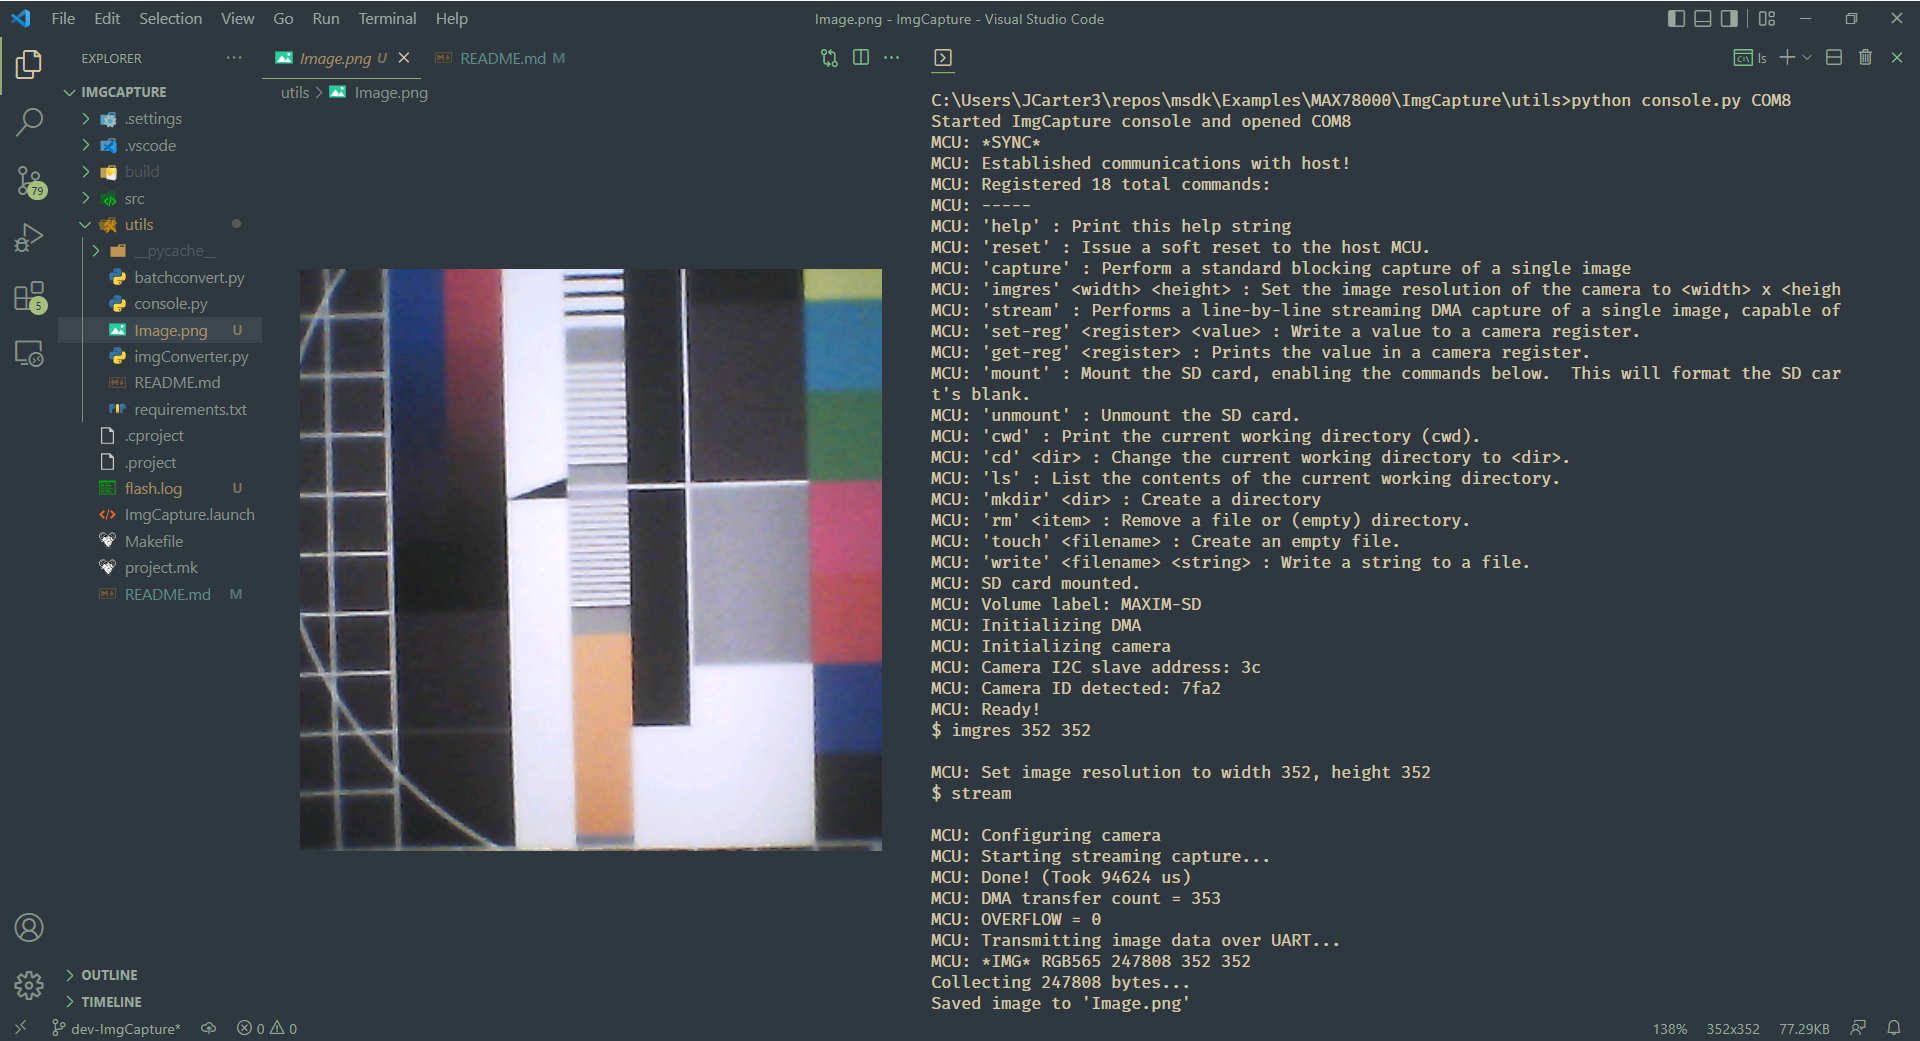 File Edit Selection View Go Run Terminal Help
Image.png - ImgCapture - Visual Studio Code
EXPLORER
IMGCAPTURE
.settings
.vscode
build
src
utils
__pycache__
batchconvert.py
console.py
Image.png U
imgConverter.py
README.md
requirements.txt
.cproject
.project
flash.log U
ImgCapture.launch
Makefile
project.mk
README.md M
79
5
OUTLINE
TIMELINE
Image.png U
README.md M
utils > Image.png
ls
C:\Users\JCarter3\repos\msdk\Examples\MAX78000\ImgCapture\utils>python console.py COM8
Started ImgCapture console and opened COM8
MCU: *SYNC*
MCU: Established communications with host!
MCU: Registered 18 total commands:
MCU: -----
MCU: 'help' : Print this help string
MCU: 'reset' : Issue a soft reset to the host MCU.
MCU: 'capture' : Perform a standard blocking capture of a single image
MCU: 'imgres' <width> <height> : Set the image resolution of the camera to <width> x <heigh
MCU: 'stream' : Performs a line-by-line streaming DMA capture of a single image, capable of
MCU: 'set-reg' <register> <value> : Write a value to a camera register.
MCU: 'get-reg' <register> : Prints the value in a camera register.
MCU: 'mount' : Mount the SD card, enabling the commands below.  This will format the SD car
t's blank.
MCU: 'unmount' : Unmount the SD card.
MCU: 'cwd' : Print the current working directory (cwd).
MCU: 'cd' <dir> : Change the current working directory to <dir>.
MCU: 'ls' : List the contents of the current working directory.
MCU: 'mkdir' <dir> : Create a directory
MCU: 'rm' <item> : Remove a file or (empty) directory.
MCU: 'touch' <filename> : Create an empty file.
MCU: 'write' <filename> <string> : Write a string to a file.
MCU: SD card mounted.
MCU: Volume label: MAXIM-SD
MCU: Initializing DMA
MCU: Initializing camera
MCU: Camera I2C slave address: 3c
MCU: Camera ID detected: 7fa2
MCU: Ready!
$ imgres 352 352
MCU: Set image resolution to width 352, height 352
$ stream
MCU: Configuring camera
MCU: Starting streaming capture...
MCU: Done! (Took 94624 us)
MCU: DMA transfer count = 353
MCU: OVERFLOW = 0
MCU: Transmitting image data over UART...
MCU: *IMG* RGB565 247808 352 352
Collecting 247808 bytes...
Saved image to 'Image.png'
dev-ImgCapture* 0 0
138% 352x352 77.29KB